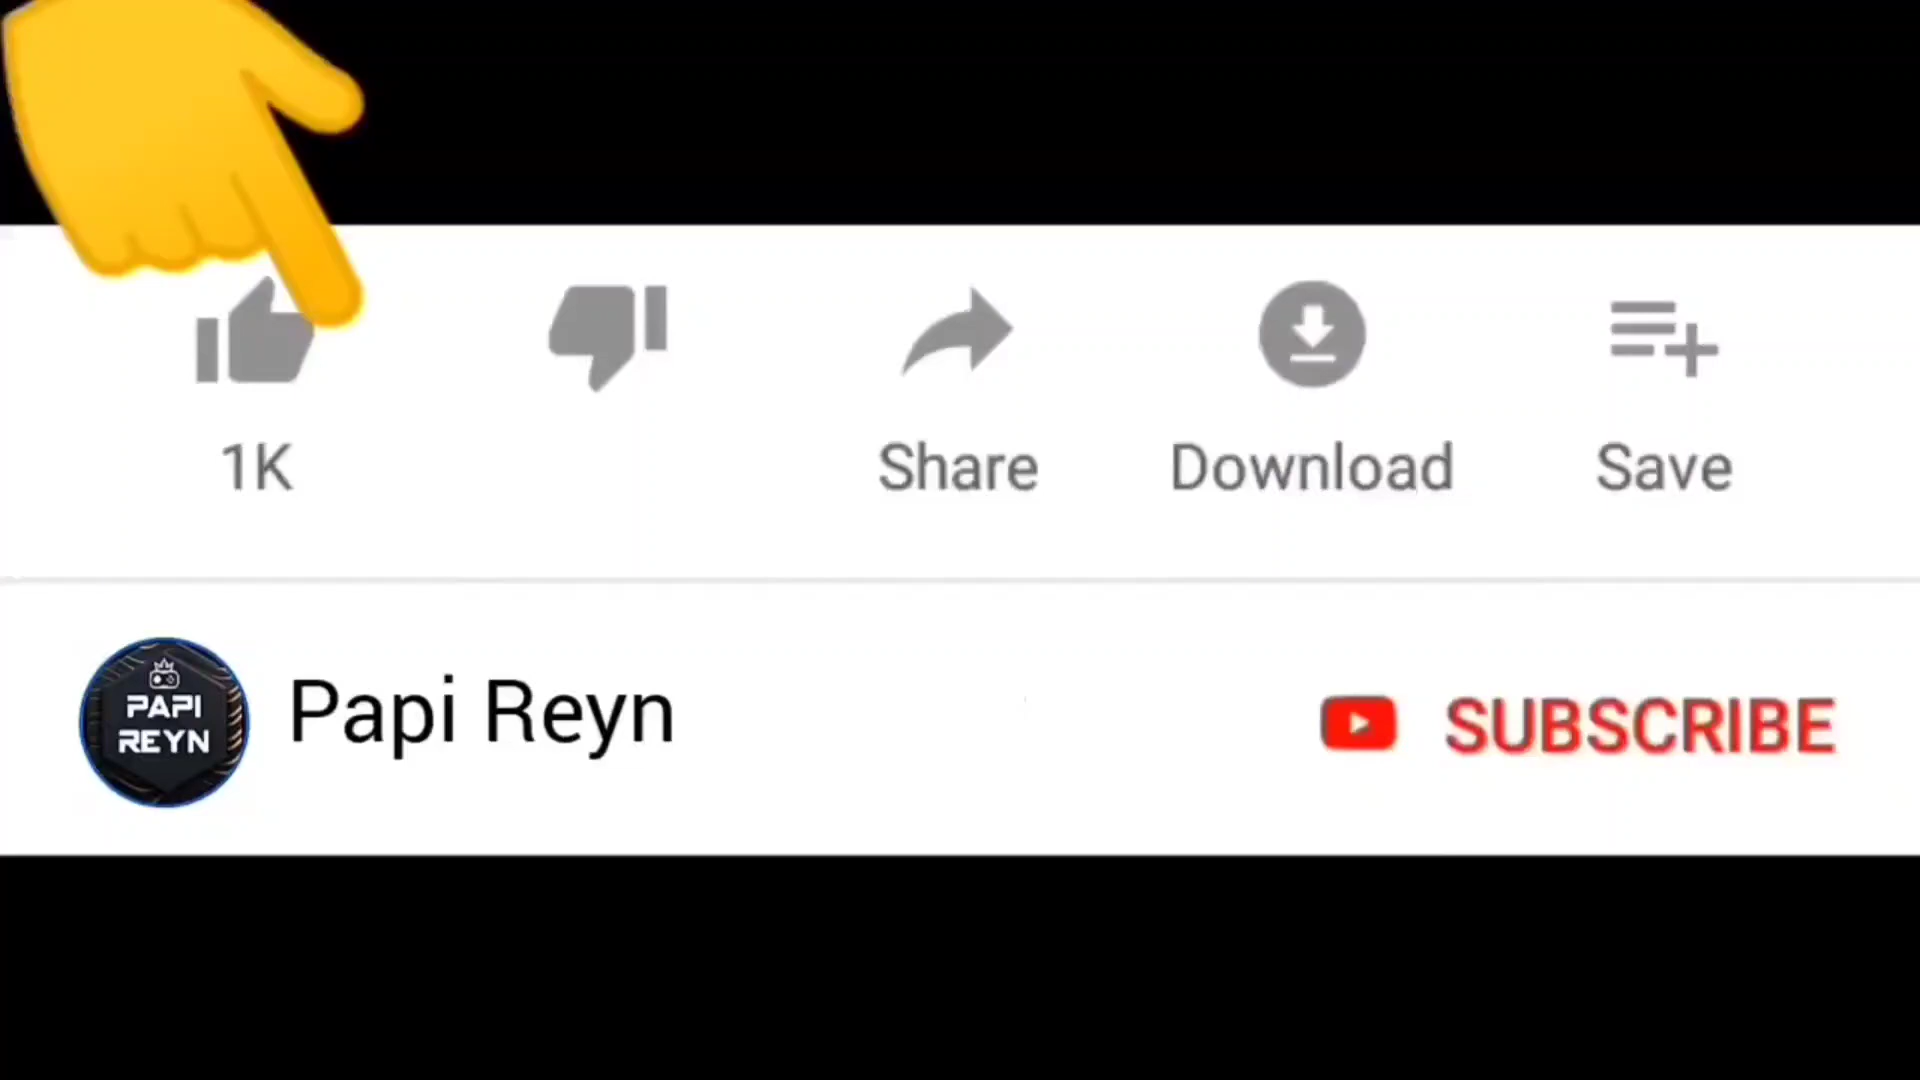 1K
Share
Download
Save
PAPI
REYN
Papi Reyn
SUBSCRIBE